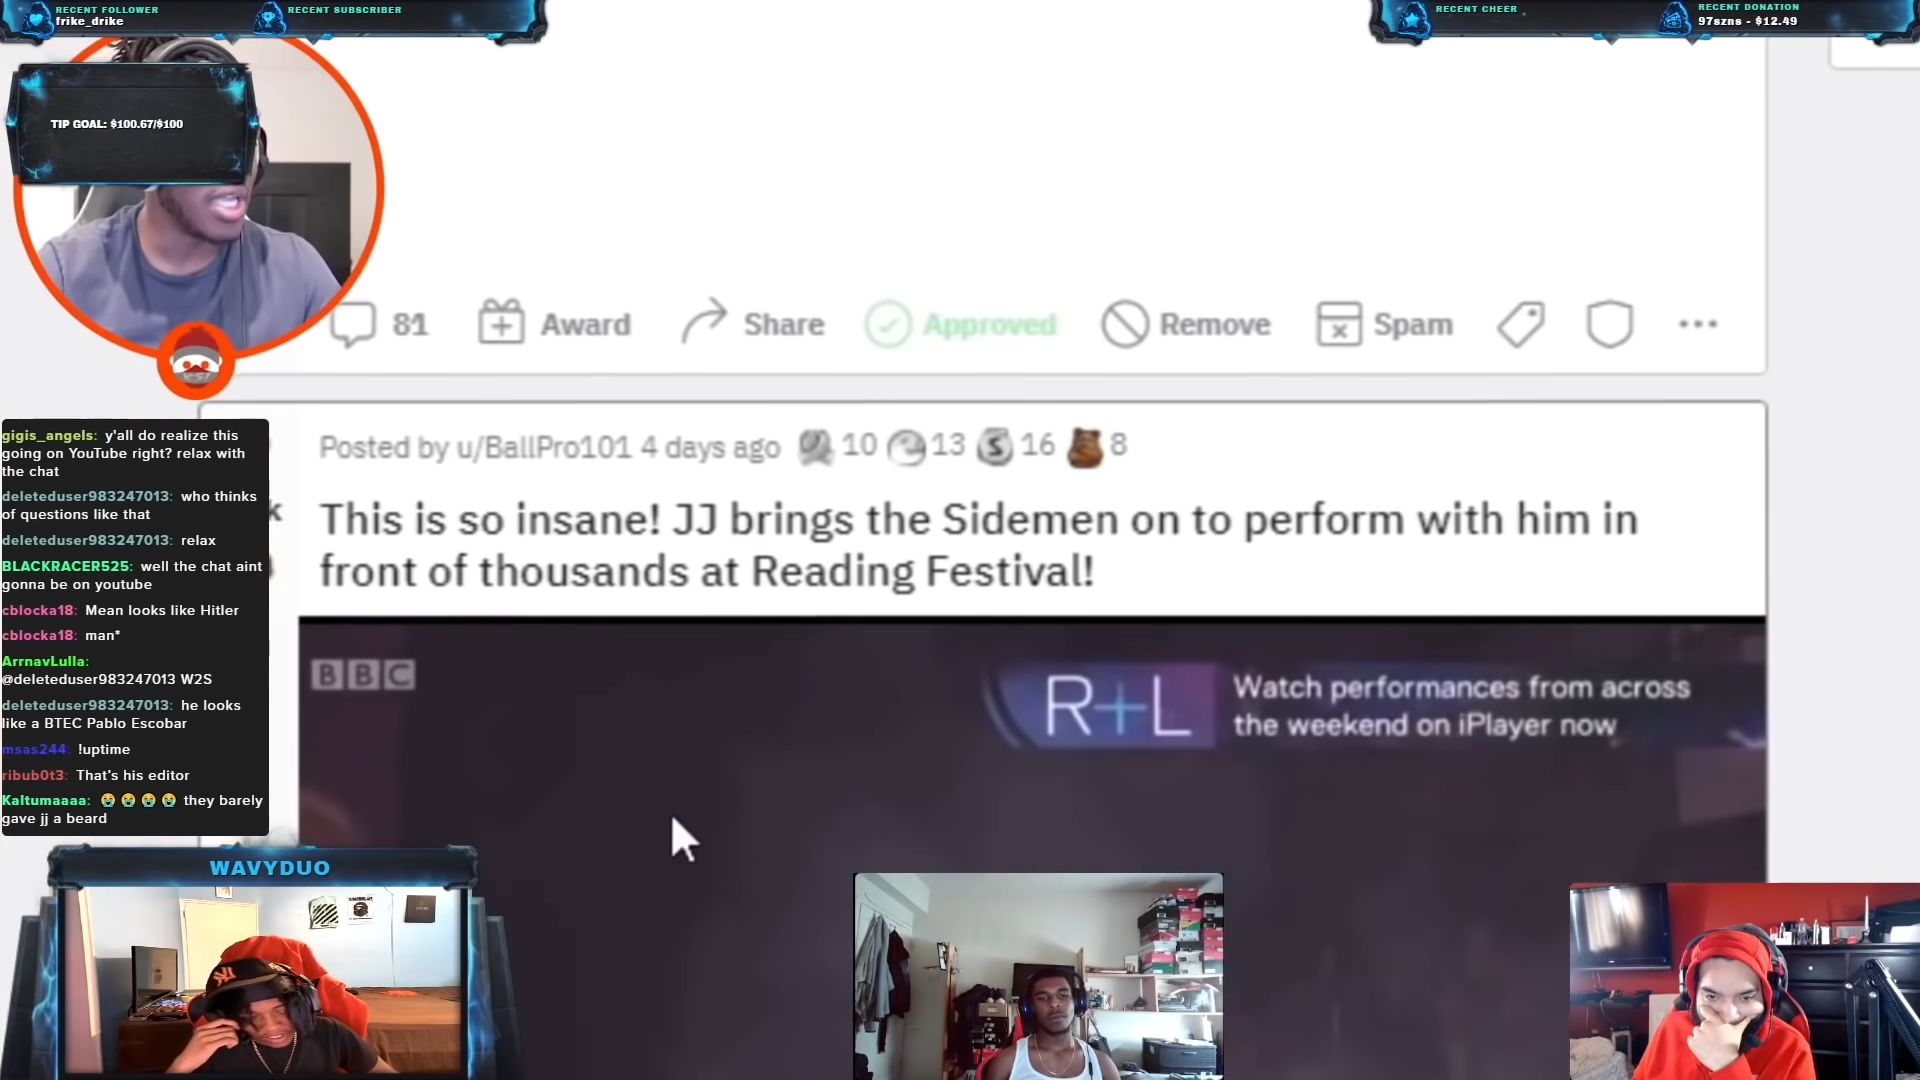 RECENT FOLLOWER
frike_drike
RECENT SUBSCRIBER
RECENT CHEER
RECENT DONATION
97szns - $12.49
TIP GOAL: $100.67/$100
81
Award
Share
Approved
Remove
Spam
Posted by u/BallPro101 4 days ago 10 13 16 8
This is so insane! JJ brings the Sidemen on to perform with him in
front of thousands at Reading Festival!
BBC
R+L
Watch performances from across
the weekend on iPlayer now
gigis_angels: y'all do realize this
going on YouTube right? relax with
the chat
deleteduser983247013: who thinks
of questions like that
deleteduser983247013: relax
BLACKRACER525: well the chat aint
gonna be on youtube
cblocka18: Mean looks like Hitler
cblocka18: man*
ArrnavLulla:
@deleteduser983247013 W2S
deleteduser983247013: he looks
like a BTEC Pablo Escobar
msas244: !uptime
ribub0t3: That's his editor
Kaltumaaaa: 😭 😭 😭 😭 they barely
gave jj a beard
WAVYDUO